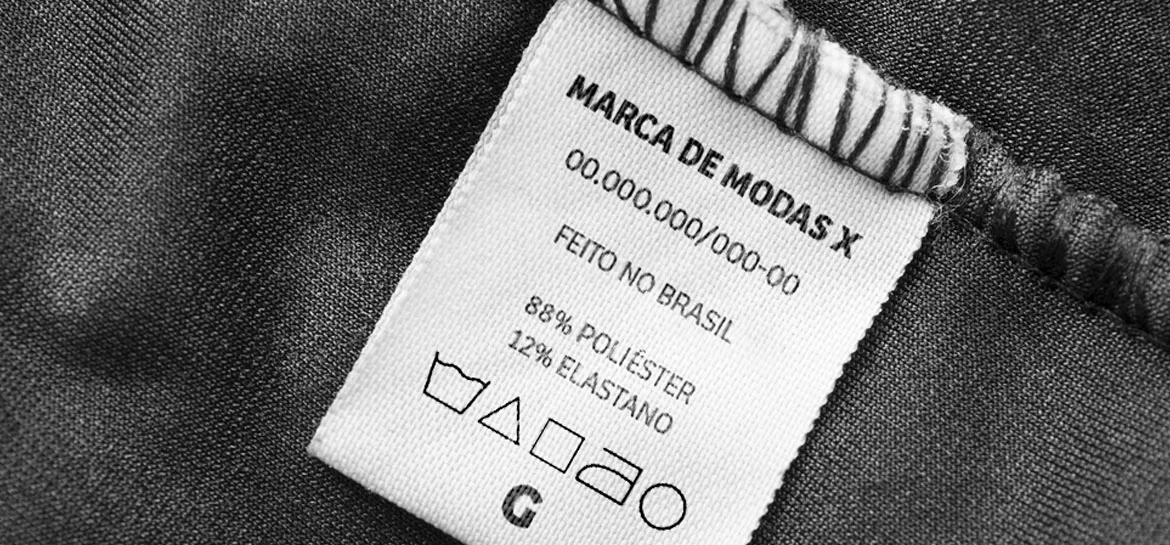 MARCA DE MODAS X
00.000.000/000-00
FEITO NO BRASIL
88% POLIÉSTER
12% ELASTANO
G